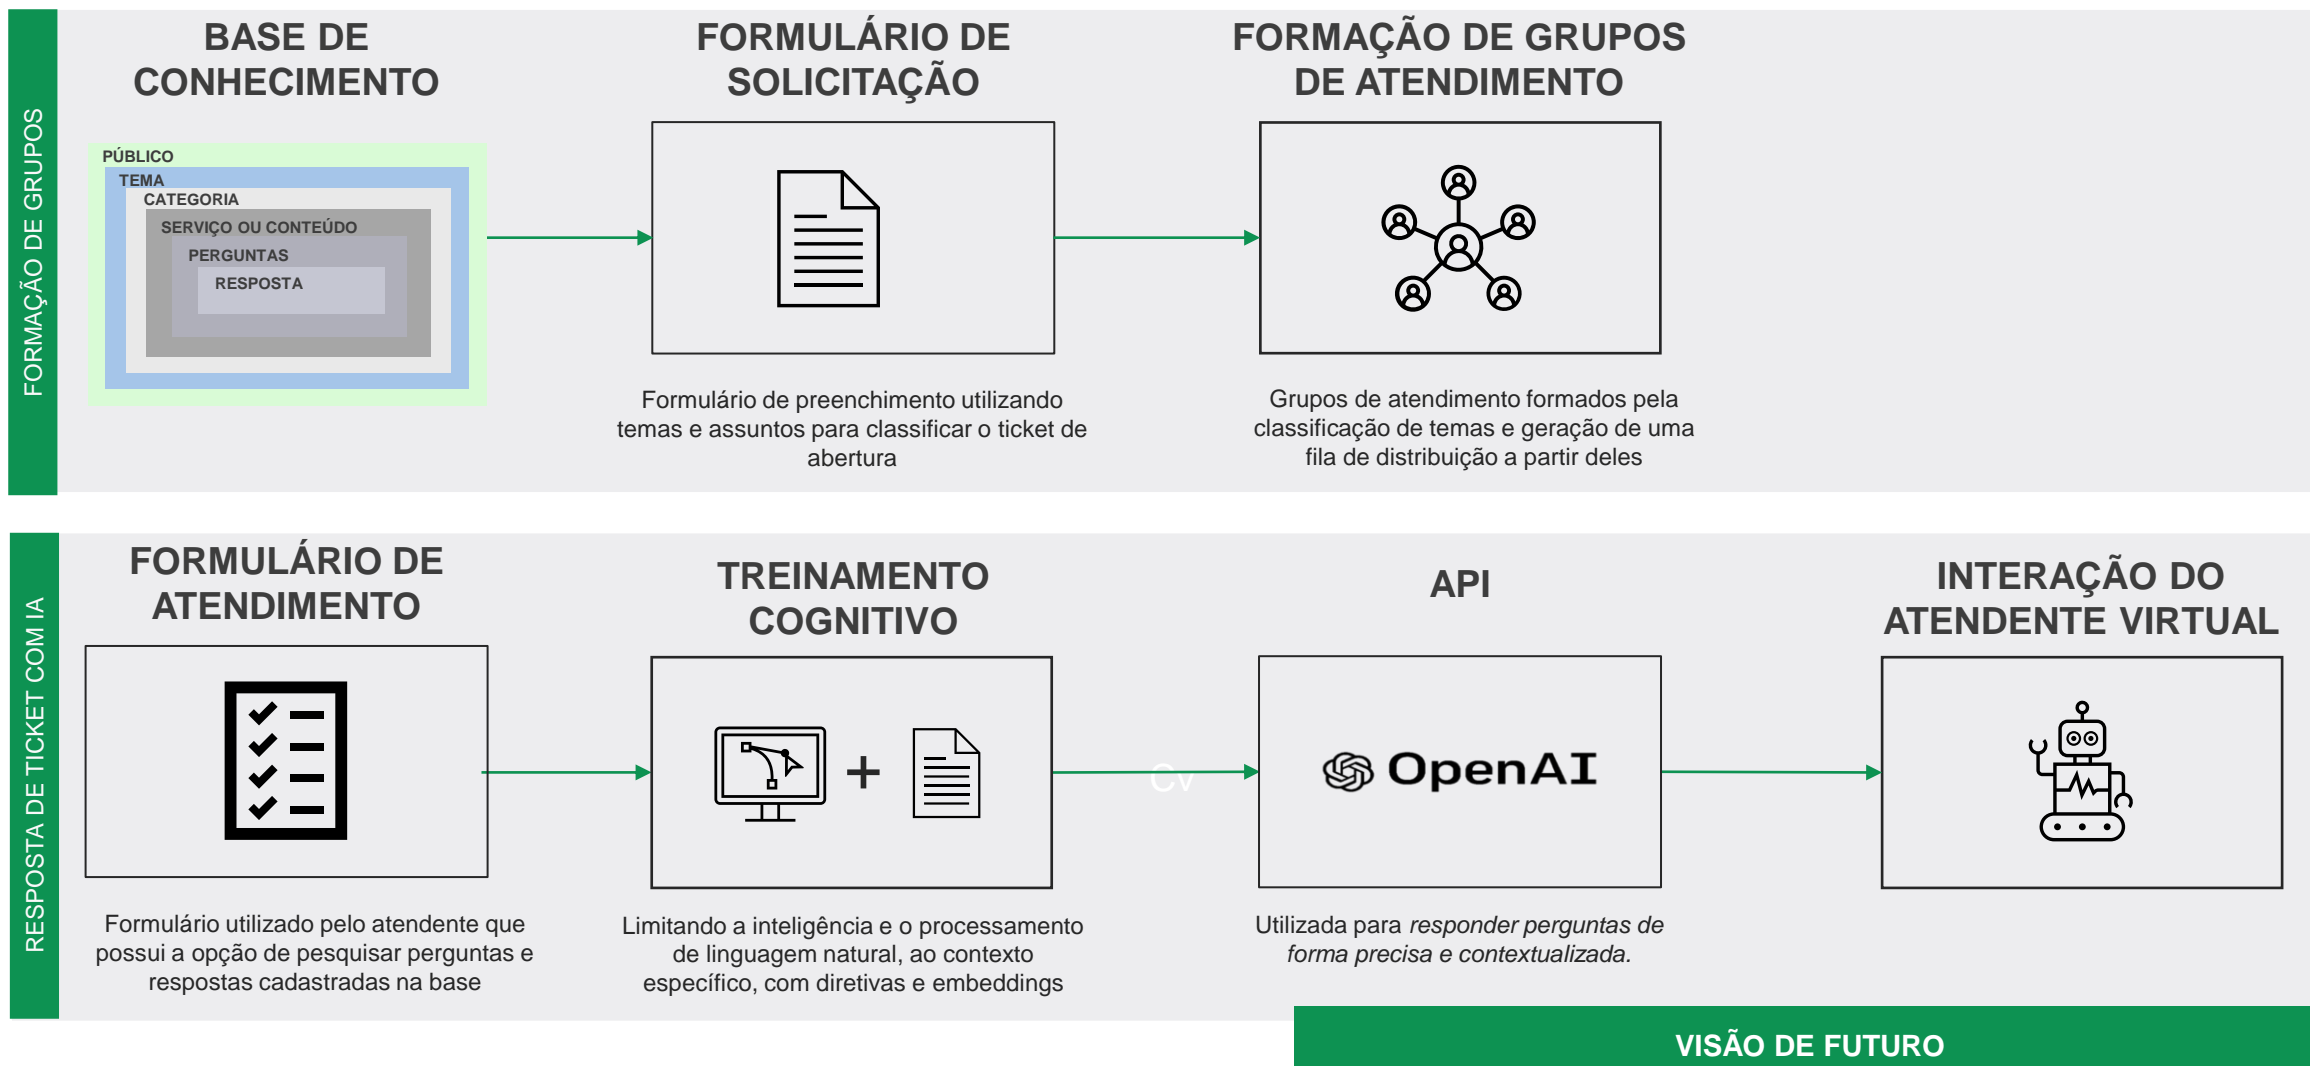 FORMAÇÃO DE GRUPOS
BASE DE
CONHECIMENTO
PÚBLICO
TEMA
CATEGORIA
SERVIÇO OU CONTEÚDO
PERGUNTAS
RESPOSTA
FORMULÁRIO DE
SOLICITAÇÃO
Formulário de preenchimento utilizando
temas e assuntos para classificar o ticket de
abertura
FORMAÇÃO DE GRUPOS
DE ATENDIMENTO
Grupos de atendimento formados pela
classificação de temas e geração de uma
fila de distribuição a partir deles
RESPOSTA DE TICKET COM IA
FORMULÁRIO DE
ATENDIMENTO
Formulário utilizado pelo atendente que
possui a opção de pesquisar perguntas e
respostas cadastradas na base
TREINAMENTO
COGNITIVO
+
Limitando a inteligência e o processamento
de linguagem natural, ao contexto
específico, com diretivas e embeddings
Cv
API
OpenAI
Utilizada para responder perguntas de
forma precisa e contextualizada.
INTERAÇÃO DO
ATENDENTE VIRTUAL
VISÃO DE FUTURO